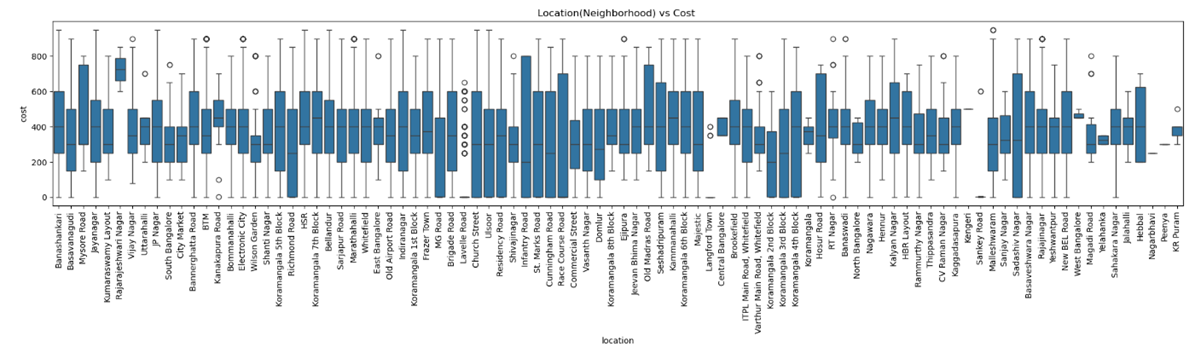 Location(Neighborhood) vs Cost
cost
800
600
400
200
0
Banashankari
Basavanagudi
Mysore Road
Jayanagar
Kumaraswamy Layout
Rajarajeshwari Nagar
Vijay Nagar
Uttarahalli
JP Nagar
South Bangalore
City Market
Bannerghatta Road
BTM
Kanakapura Road
Bommanahalli
Electronic City
Wilson Garden
Shanti Nagar
Koramangala 5th Block
Richmond Road
HSR
Koramangala 7th Block
Bellandur
Sarjapur Road
Marathahalli
Whitefield
East Bangalore
Old Airport Road
Indiranagar
Koramangala 1st Block
Frazer Town
MG Road
Brigade Road
Lavelle Road
Church Street
Ulsoor
Residency Road
Shivajinagar
Infantry Road
St. Marks Road
Cunningham Road
Race Course Road
Commercial Street
Vasanth Nagar
Domlur
Koramangala 8th Block
Ejipura
Jeevan Bhima Nagar
Old Madras Road
Seshadripuram
Kammanahalli
Koramangala 6th Block
Majestic
Langford Town
Central Bangalore
Brookefield
ITPL Main Road, Whitefield
Varthur Main Road, Whitefield
Koramangala 2nd Block
Koramangala 3rd Block
Koramangala 4th Block
Koramangala
Hosur Road
RT Nagar
Banaswadi
North Bangalore
Nagawara
Hennur
Kalyan Nagar
HBR Layout
Rammurthy Nagar
Thippasandra
CV Raman Nagar
Kaggadasapura
Kengeri
Sankey Road
Malleshwaram
Sanjay Nagar
Sadashiv Nagar
Basaveshwara Nagar
Rajajinagar
Yeshwantpur
New BEL Road
West Bangalore
Magadi Road
Yelahanka
Sahakara Nagar
Jalahalli
Hebbal
Nagarbhavi
Peenya
KR Puram
location